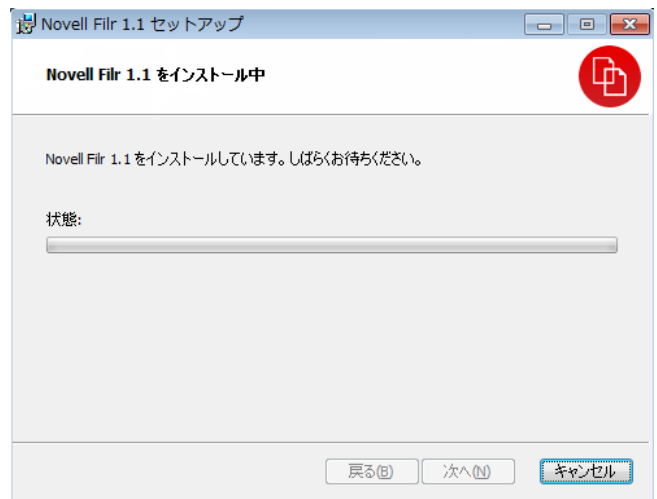 Novell Filr 1.1 セットアップ
Novell Filr 1.1 をインストール中
Novell Filr 1.1 をインストールしています。しばらくお待ちください。
状態:
戻る(B) 次へ(N) キャンセル